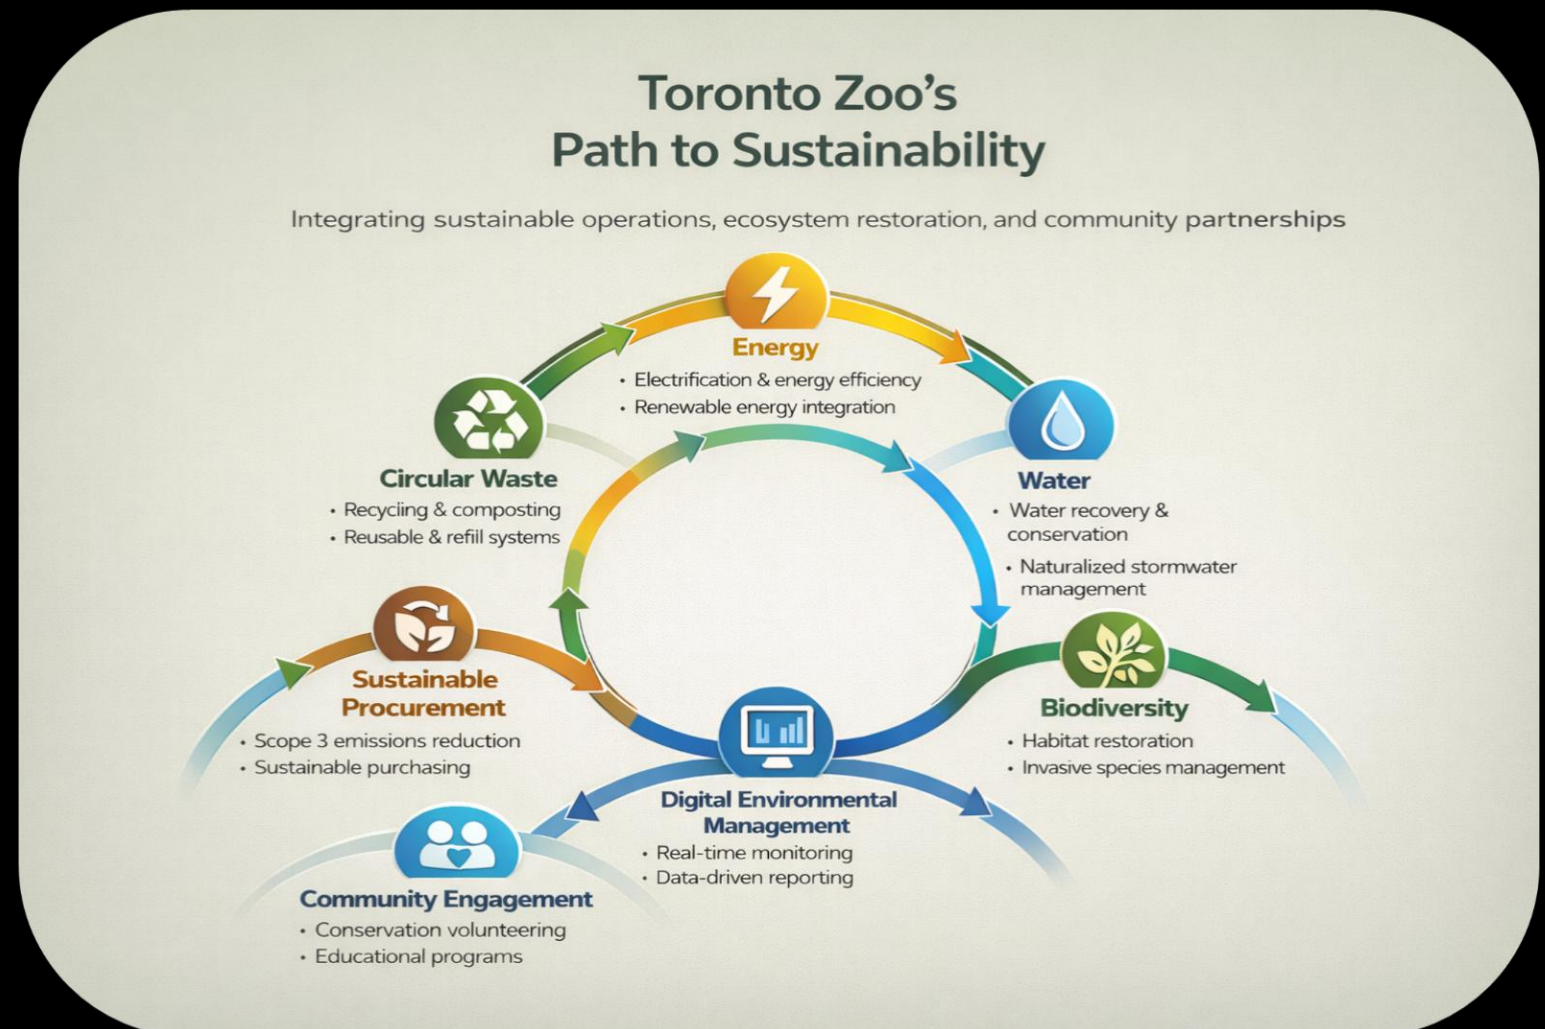 Toronto Zoo’s
Path to Sustainability
Integrating sustainable operations, ecosystem restoration, and community partnerships
Energy
• Electrification & energy efficiency
• Renewable energy integration
Circular Waste
• Recycling & composting
• Reusable & refill systems
Water
• Water recovery &
conservation
• Naturalized stormwater
management
Sustainable
Procurement
• Scope 3 emissions reduction
• Sustainable purchasing
Biodiversity
• Habitat restoration
• Invasive species management
Digital Environmental
Management
• Real-time monitoring
• Data-driven reporting
Community Engagement
• Conservation volunteering
• Educational programs